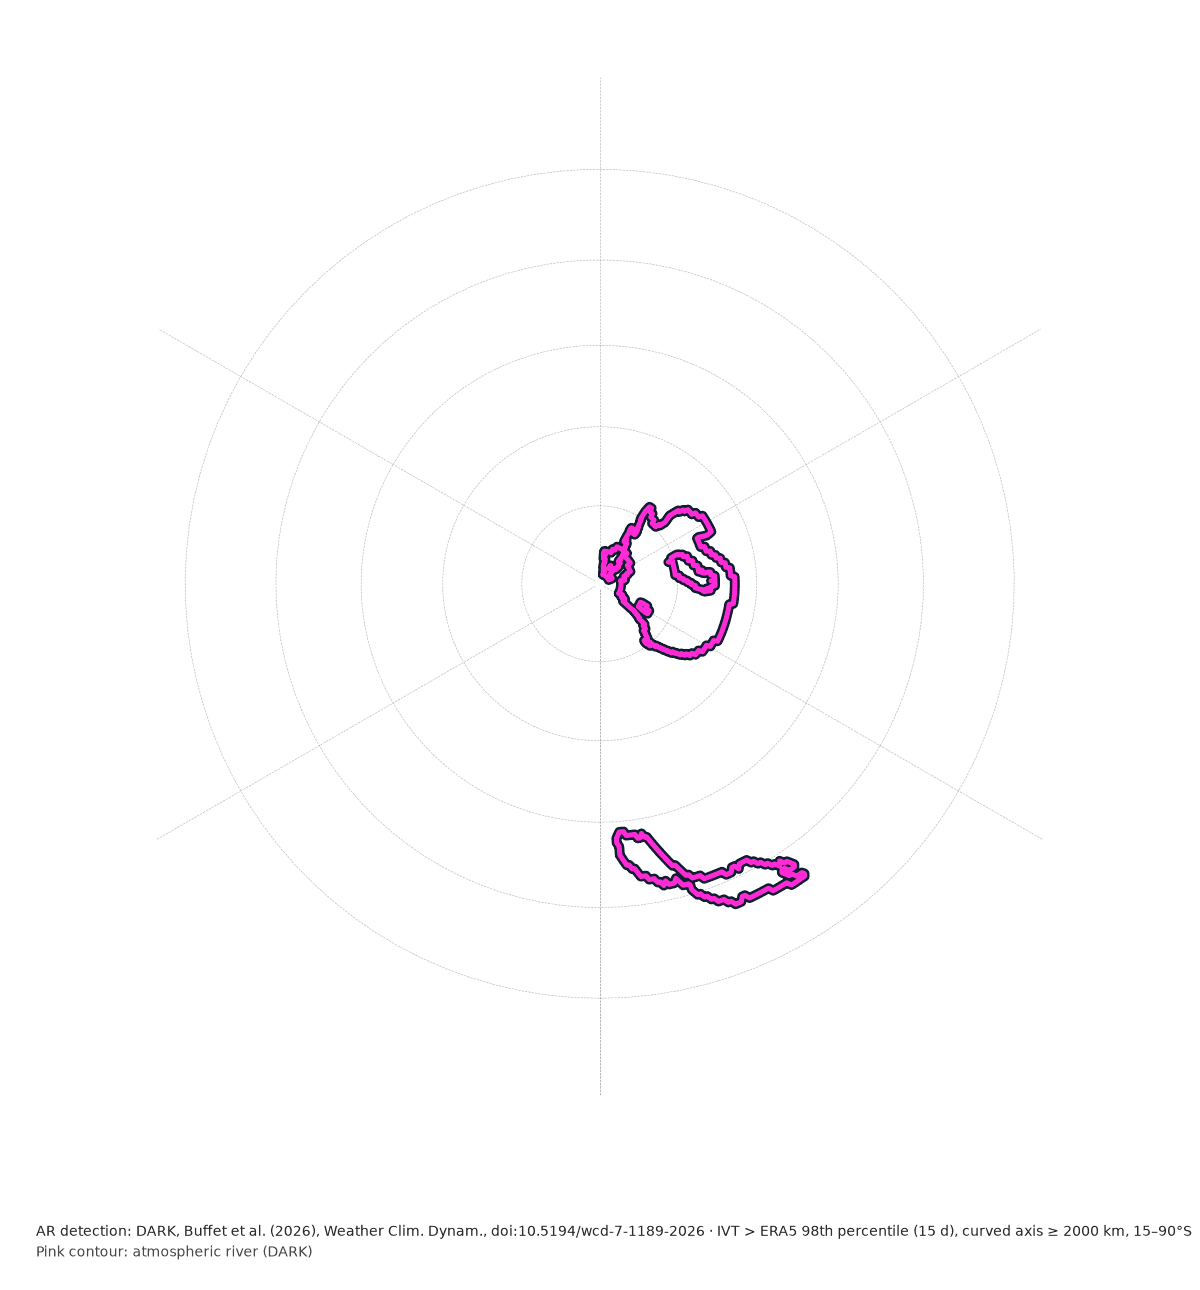 AR detection: DARK, Buffet et al. (2026), Weather Clim. Dynam., doi:10.5194/wcd-7-1189-2026 · IVT > ERA5 98th percentile (15 d), curved axis ≥ 2000 km, 15–90°S
Pink contour: atmospheric river (DARK)